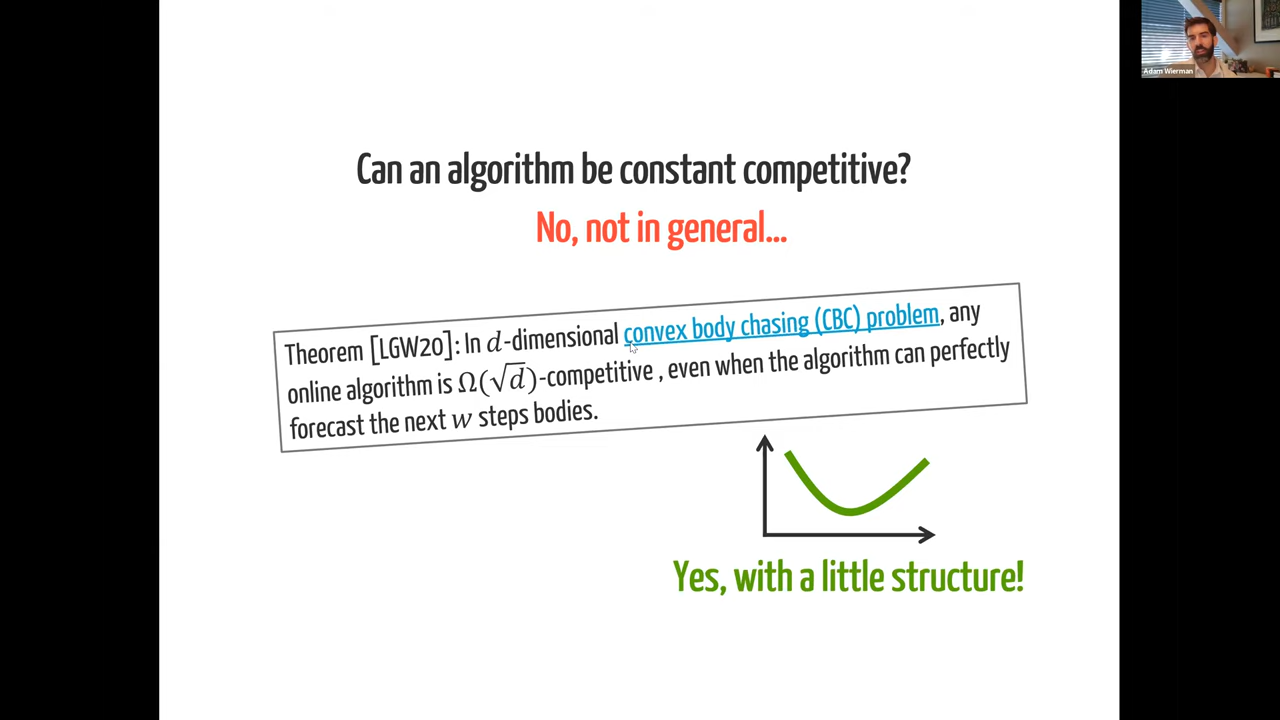 Adam Wierman
Can an algorithm be constant competitive?
No, not in general...
Theorem [LGW20]: In d-dimensional convex body chasing (CBC) problem, any
online algorithm is Ω(√d)-competitive , even when the algorithm can perfectly
forecast the next w steps bodies.
Yes, with a little structure!